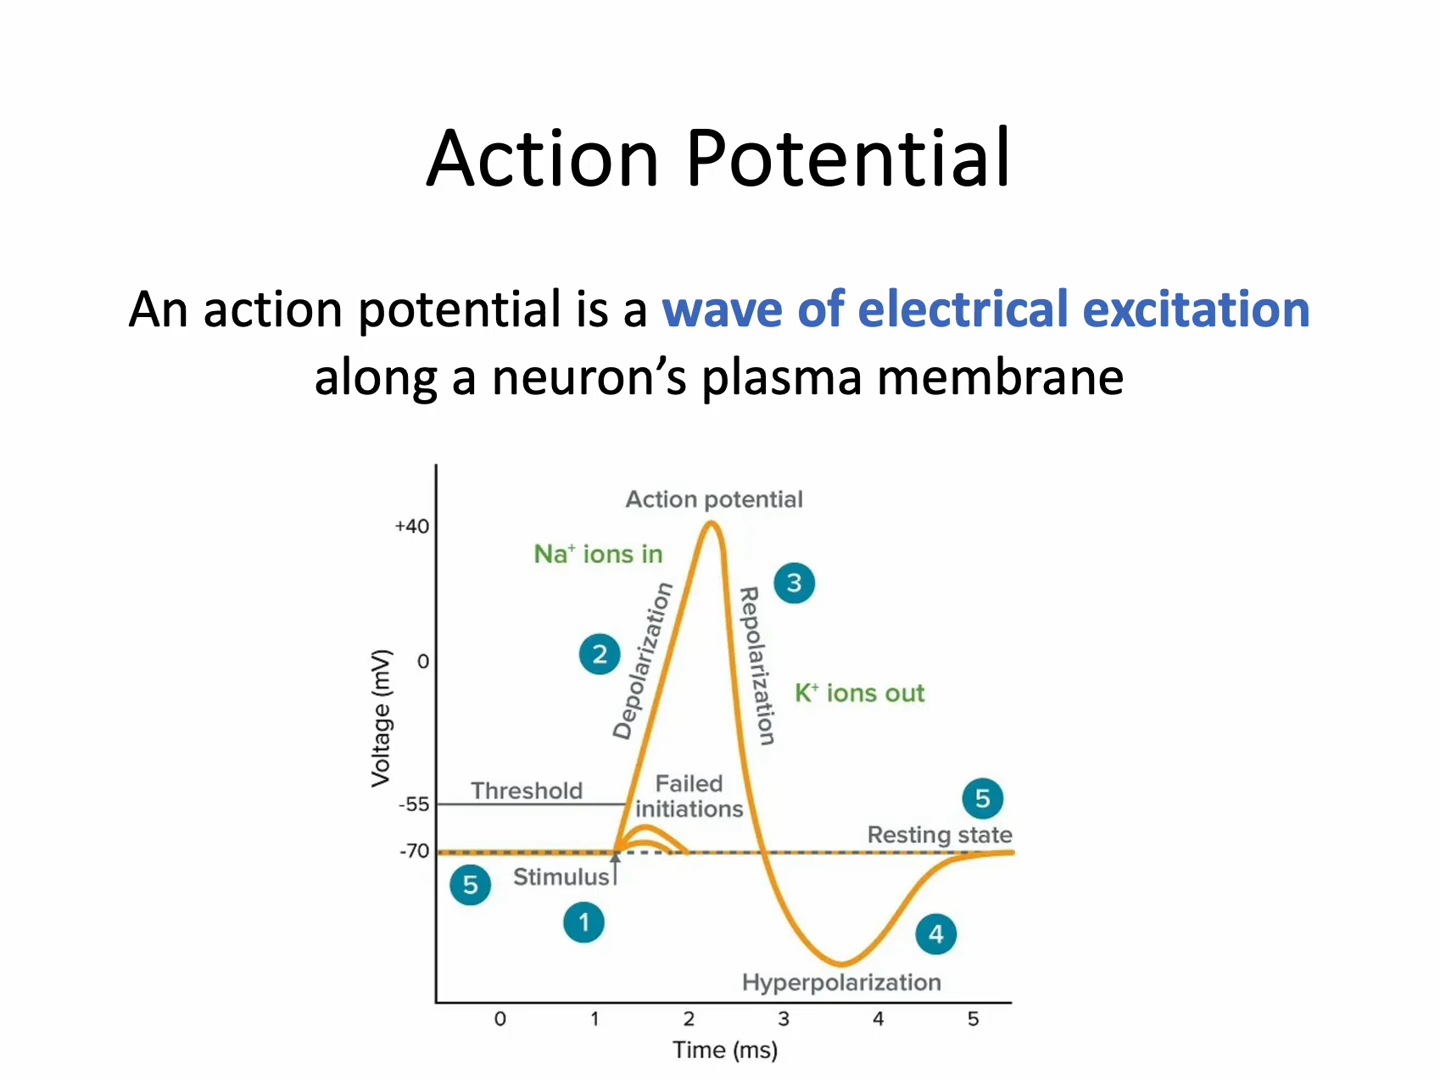 Action Potential
An action potential is a wave of electrical excitation
along a neuron’s plasma membrane
Action potential
+40
Na⁺ ions in
3
Depolarization
Repolarization
2
0
K⁺ ions out
Voltage (mV)
Threshold
Failed
initiations
-55
5
Resting state
-70
5
Stimulus
1
4
Hyperpolarization
0 1 2 3 4 5
Time (ms)